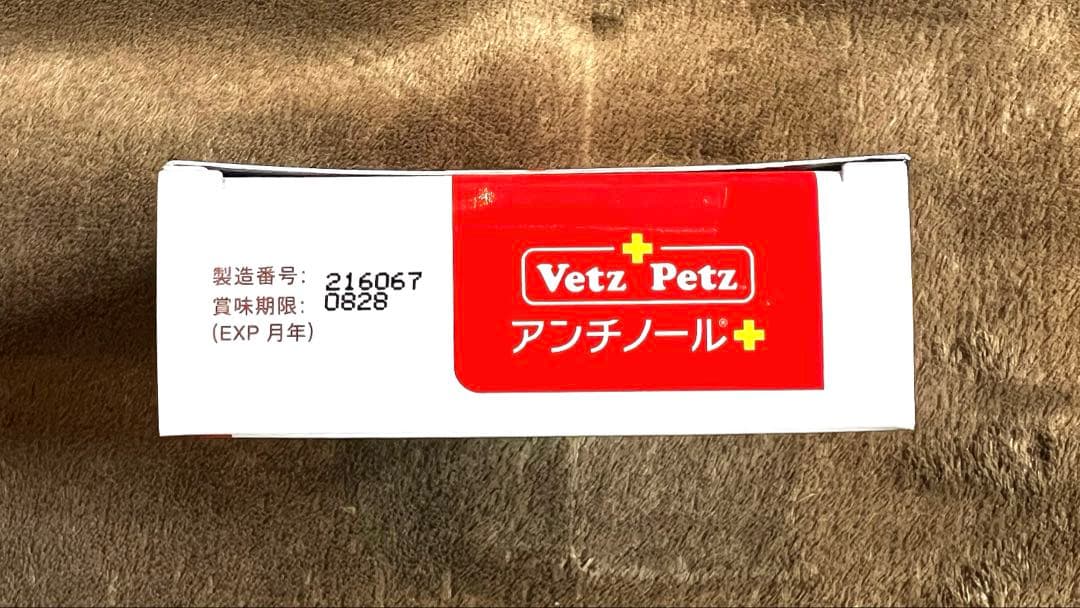 製造番号: 216067
賞味期限: 0828
(EXP 月年)
Vetz Petz
アンチノール®